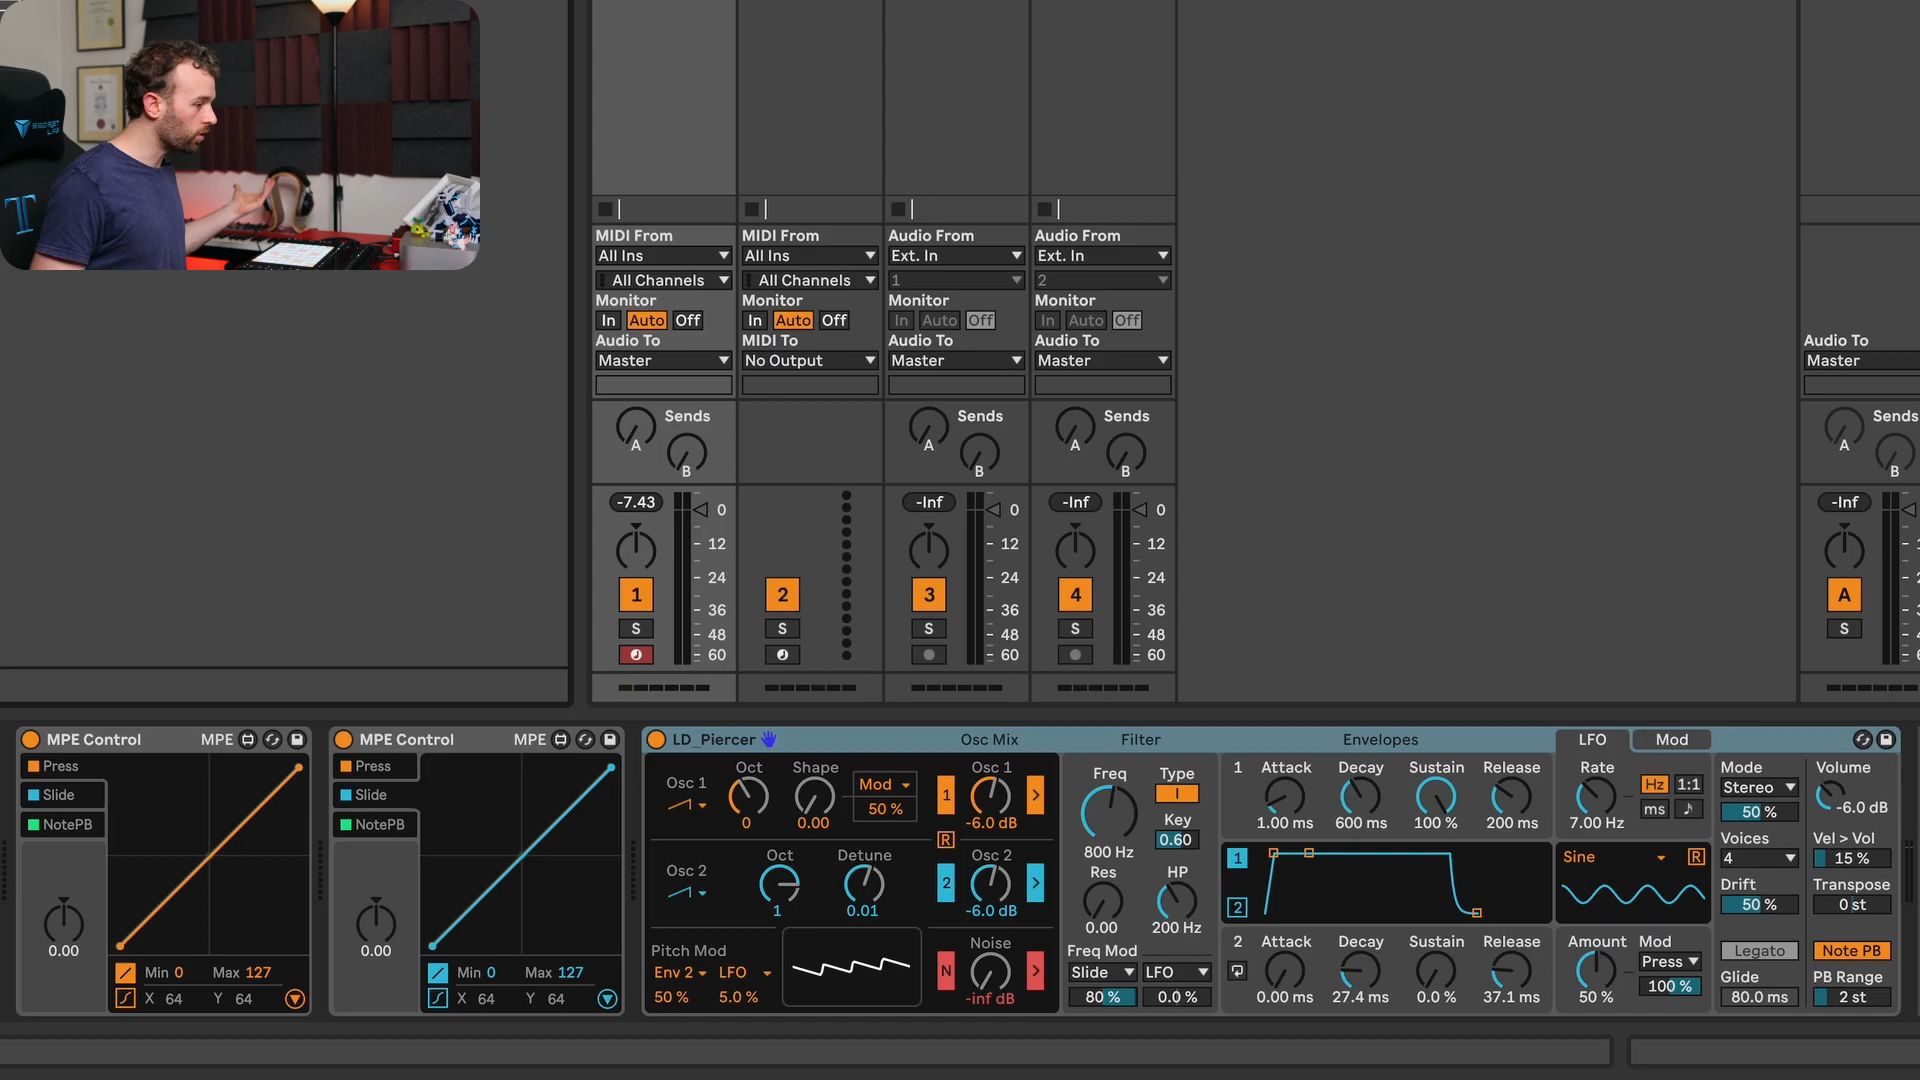 SECRET
LAB
T
MIDI From
All Ins
All Channels
Monitor
In Auto Off
Audio To
Master
MIDI From
All Ins
All Channels
Monitor
In Auto Off
MIDI To
No Output
Audio From
Ext. In
1
Monitor
In Auto Off
Audio To
Master
Audio From
Ext. In
2
Monitor
In Auto Off
Audio To
Master
Audio To
Master
Sends
A
B
Sends
A
B
Sends
A
B
Sends
A
B
-7.43
0
12
24
36
48
60
1
S
2
S
-Inf
0
12
24
36
48
60
3
S
-Inf
0
12
24
36
48
60
4
S
-Inf
A
S
MPE Control MPE
Press
Slide
NotePB
0.00
Min 0 Max 127
X 64 Y 64
MPE Control MPE
Press
Slide
NotePB
0.00
Min 0 Max 127
X 64 Y 64
LD_Piercer Osc Mix Filter Envelopes LFO Mod
Osc 1
Oct
0
Shape
0.00
Mod
50 %
1
Osc 1
-6.0 dB
R
Osc 2
Oct
1
Detune
0.01
2
Osc 2
-6.0 dB
Pitch Mod
Env 2 LFO
50 % 5.0 %
N
Noise
-inf dB
Freq
800 Hz
Type
I
Key
0.60
Res
0.00
HP
200 Hz
Freq Mod
Slide LFO
80 % 0.0 %
1 Attack Decay Sustain Release
1.00 ms 600 ms 100 % 200 ms
1
2
2 Attack Decay Sustain Release
0.00 ms 27.4 ms 0.0 % 37.1 ms
Rate
7.00 Hz
Hz 1:1
ms
Sine R
Amount
50 %
Mod
Press
100 %
Mode
Stereo
50 %
Voices
4
Drift
50 %
Legato
Glide
80.0 ms
Volume
-6.0 dB
Vel > Vol
15 %
Transpose
0 st
Note PB
PB Range
2 st